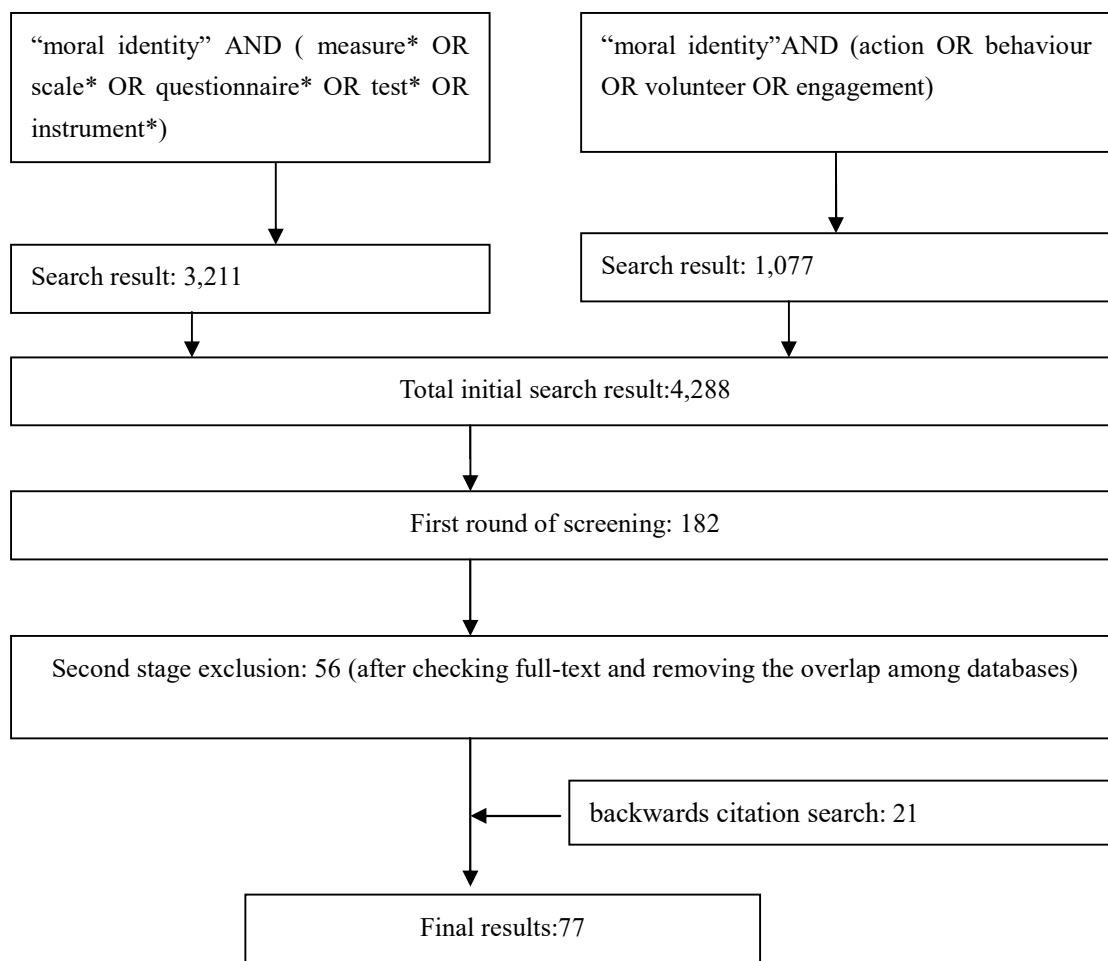 “moral identity” AND ( measure* OR
scale* OR questionnaire* OR test* OR
instrument*)
“moral identity”AND (action OR behaviour
OR volunteer OR engagement)
Search result: 3,211
Search result: 1,077
Total initial search result:4,288
First round of screening: 182
Second stage exclusion: 56 (after checking full-text and removing the overlap among databases)
backwards citation search: 21
Final results:77